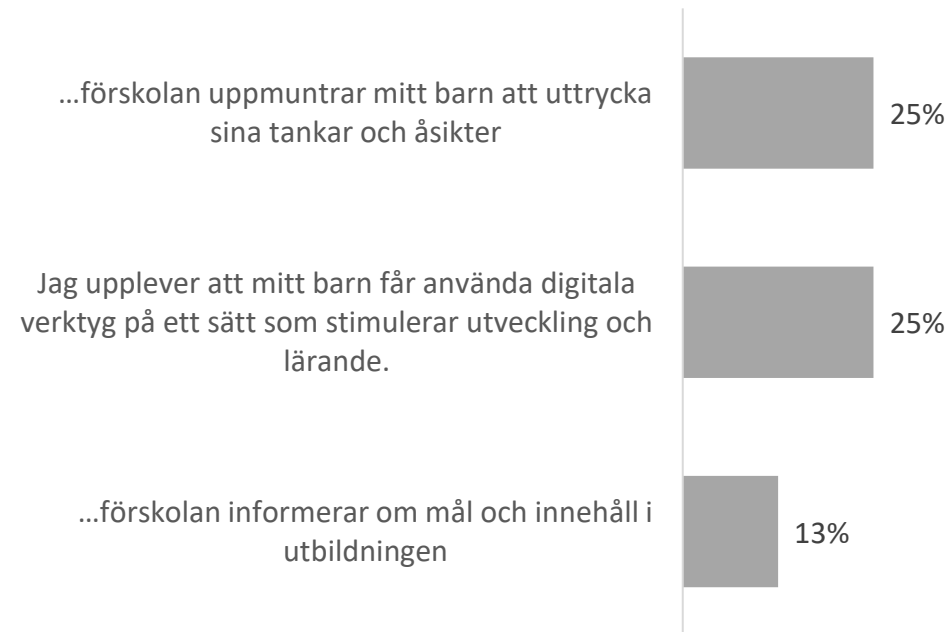 …förskolan uppmuntrar mitt barn att uttrycka
sina tankar och åsikter
25%
Jag upplever att mitt barn får använda digitala
verktyg på ett sätt som stimulerar utveckling och
lärande.
25%
…förskolan informerar om mål och innehåll i
utbildningen
13%